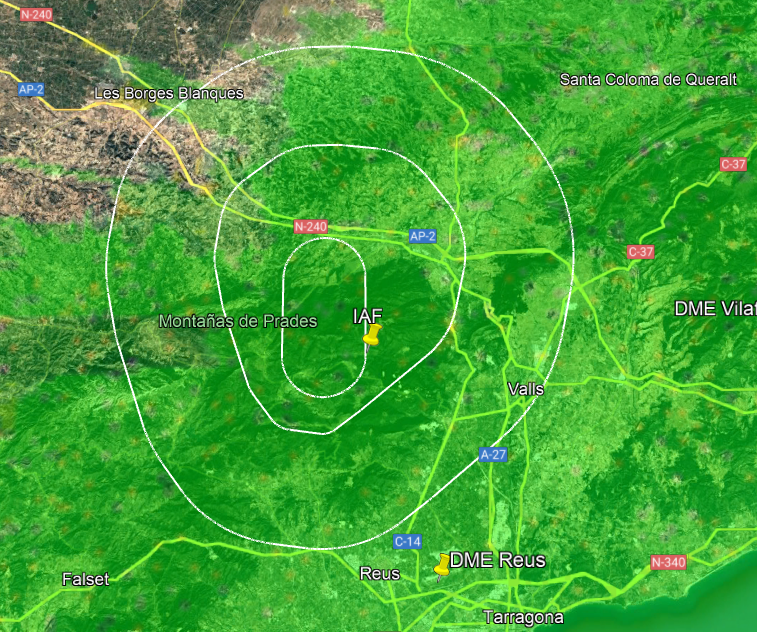 N-240
AP-2
Les Borges Blanques
Santa Coloma de Queralt
C-37
N-240
AP-2
C-37
DME Vilaf
IAF
Montañas de Prades
Valls
A-27
C-14
DME Reus
N-340
Reus
Falset
Tarragona